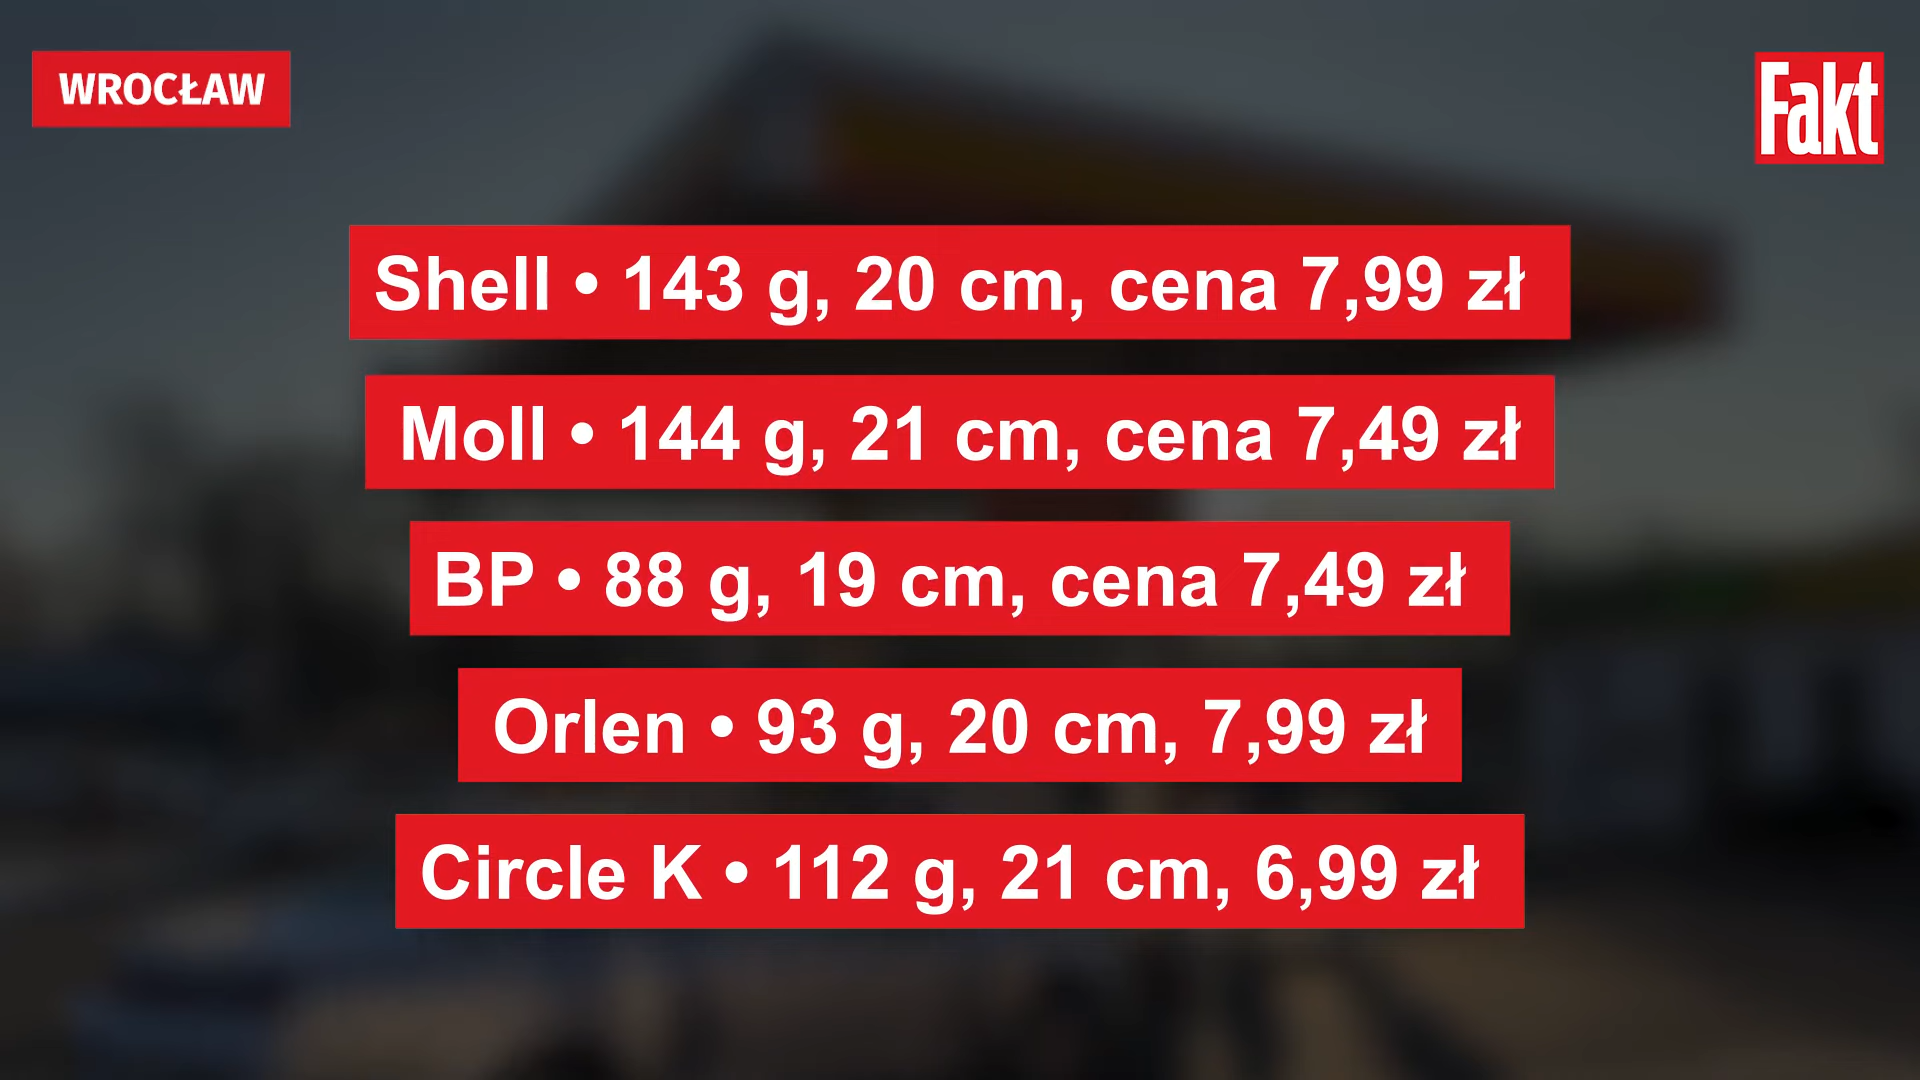 WROCŁAW
Fakt
Shell • 143 g, 20 cm, cena 7,99 zł
Moll • 144 g, 21 cm, cena 7,49 zł
BP • 88 g, 19 cm, cena 7,49 zł
Orlen • 93 g, 20 cm, 7,99 zł
Circle K • 112 g, 21 cm, 6,99 zł